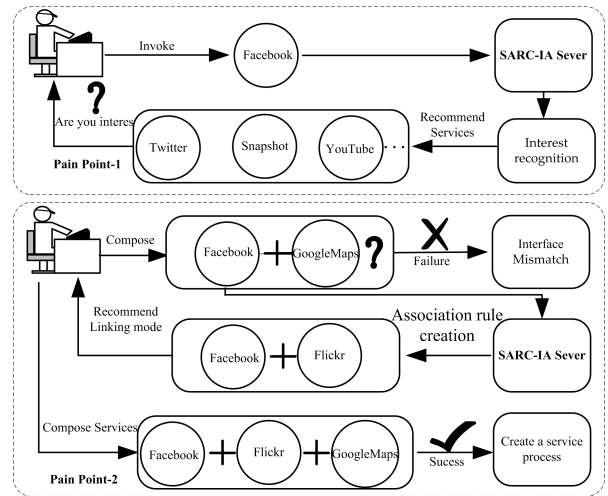 Invoke
Facebook
SARC-IA Sever
?
Are you interes
Twitter
Snapshot
YouTube
...
Recommend
Services
Interest
recognition
Pain Point-1
Compose
Facebook
+
GoogleMaps
?
X
Failure
Interface
Mismatch
Recommend
Linking mode
Facebook
+
Flickr
Association rule
creation
SARC-IA Sever
Compose Services
Facebook
+
Flickr
+
GoogleMaps
Sucess
Create a service
process
Pain Point-2